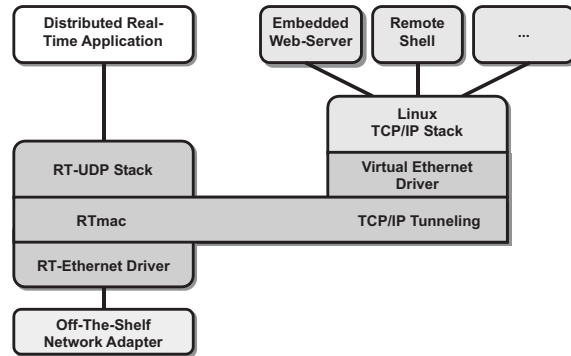 Distributed Real-
Time Application
Embedded
Web-Server
Remote
Shell
...
Linux
TCP/IP Stack
RT-UDP Stack
Virtual Ethernet
Driver
RTmac
TCP/IP Tunneling
RT-Ethernet Driver
Off-The-Shelf
Network Adapter